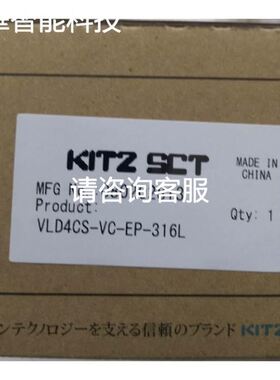 華智能科技
KITZ SCT
MADE IN
CHINA
MFG
请咨询客服
Product:
Qty: 1
VLD4CS-VC-EP-316L
ンテクノロジーを支える信頼のブランド KITZ